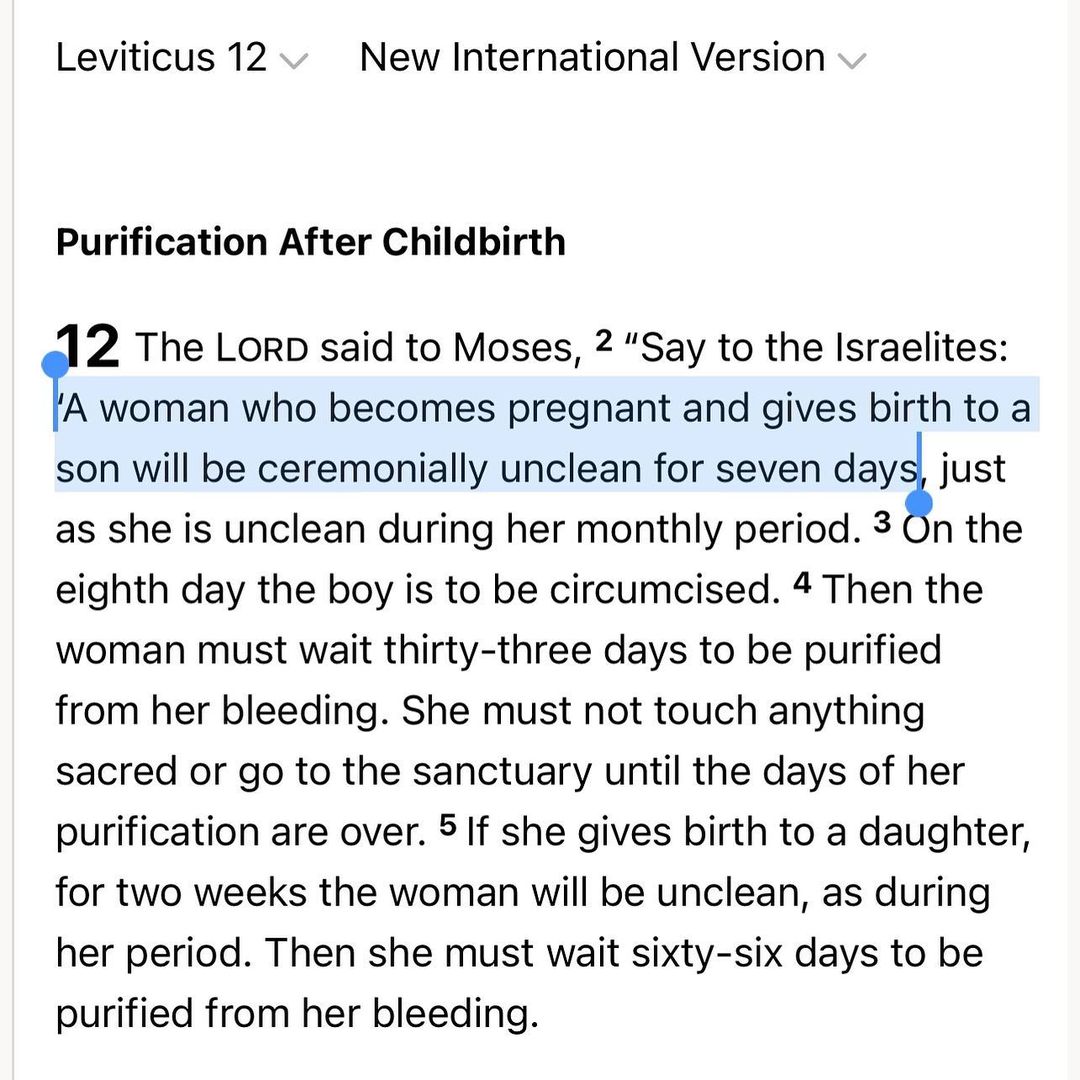 Leviticus 12 New International Version
Purification After Childbirth
12 The LORD said to Moses, 2 “Say to the Israelites:
‘A woman who becomes pregnant and gives birth to a
son will be ceremonially unclean for seven days, just
as she is unclean during her monthly period. 3 On the
eighth day the boy is to be circumcised. 4 Then the
woman must wait thirty-three days to be purified
from her bleeding. She must not touch anything
sacred or go to the sanctuary until the days of her
purification are over. 5 If she gives birth to a daughter,
for two weeks the woman will be unclean, as during
her period. Then she must wait sixty-six days to be
purified from her bleeding.